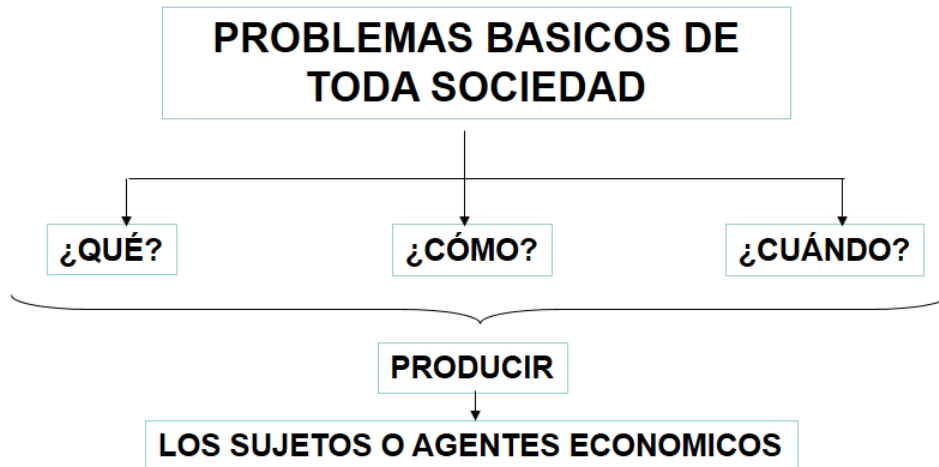 PROBLEMAS BASICOS DE
TODA SOCIEDAD
¿QUÉ?
¿CÓMO?
¿CUÁNDO?
PRODUCIR
LOS SUJETOS O AGENTES ECONOMICOS